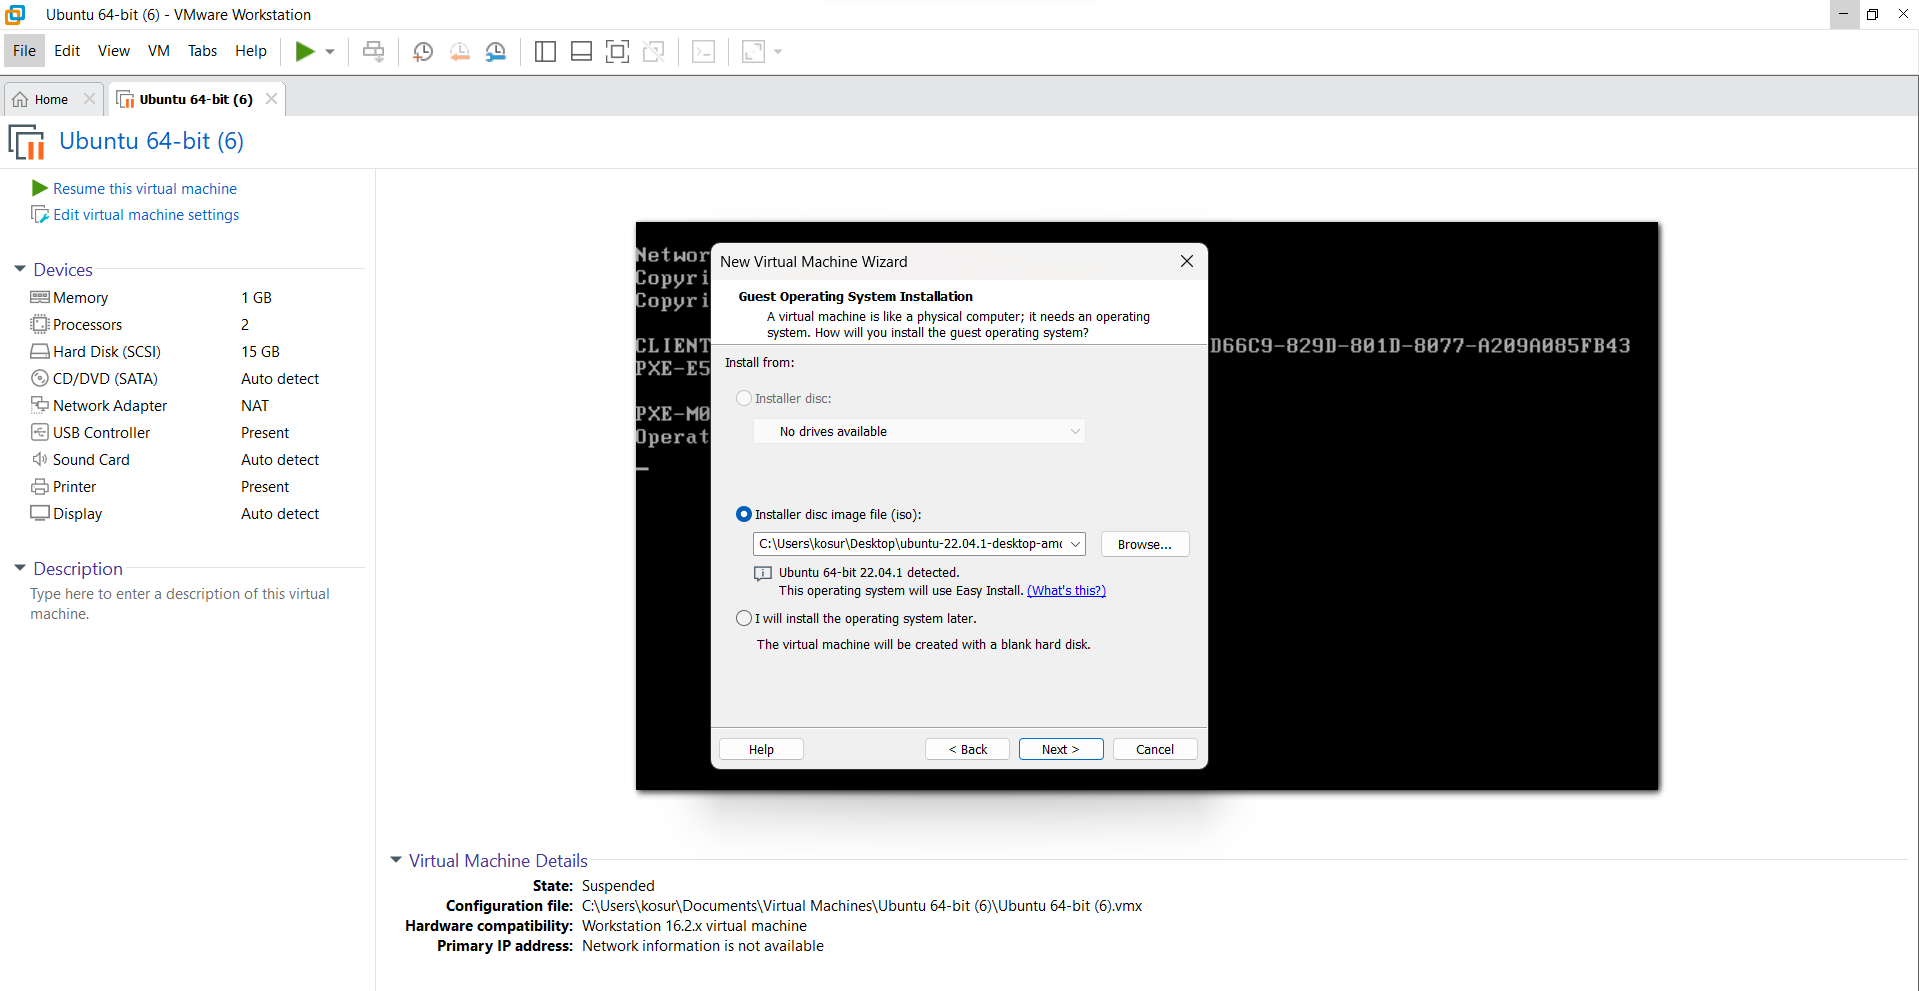 Ubuntu 64-bit (6) - VMware Workstation
File Edit View VM Tabs Help
Home
Ubuntu 64-bit (6)
Ubuntu 64-bit (6)
Resume this virtual machine
Edit virtual machine settings
Devices
Memory 1 GB
Processors 2
Hard Disk (SCSI) 15 GB
CD/DVD (SATA) Auto detect
Network Adapter NAT
USB Controller Present
Sound Card Auto detect
Printer Present
Display Auto detect
Description
Type here to enter a description of this virtual
machine.
Networ
Copyri
Copyri
CLIENT D66C9-829D-801D-8077-A209A085FB43
PXE-E5
PXE-M0
Operat
New Virtual Machine Wizard
Guest Operating System Installation
A virtual machine is like a physical computer; it needs an operating
system. How will you install the guest operating system?
Install from:
Installer disc:
No drives available
Installer disc image file (iso):
C:\Users\kosur\Desktop\ubuntu-22.04.1-desktop-amd Browse...
Ubuntu 64-bit 22.04.1 detected.
This operating system will use Easy Install. (What's this?)
I will install the operating system later.
The virtual machine will be created with a blank hard disk.
Help < Back Next > Cancel
Virtual Machine Details
State: Suspended
Configuration file: C:\Users\kosur\Documents\Virtual Machines\Ubuntu 64-bit (6)\Ubuntu 64-bit (6).vmx
Hardware compatibility: Workstation 16.2.x virtual machine
Primary IP address: Network information is not available